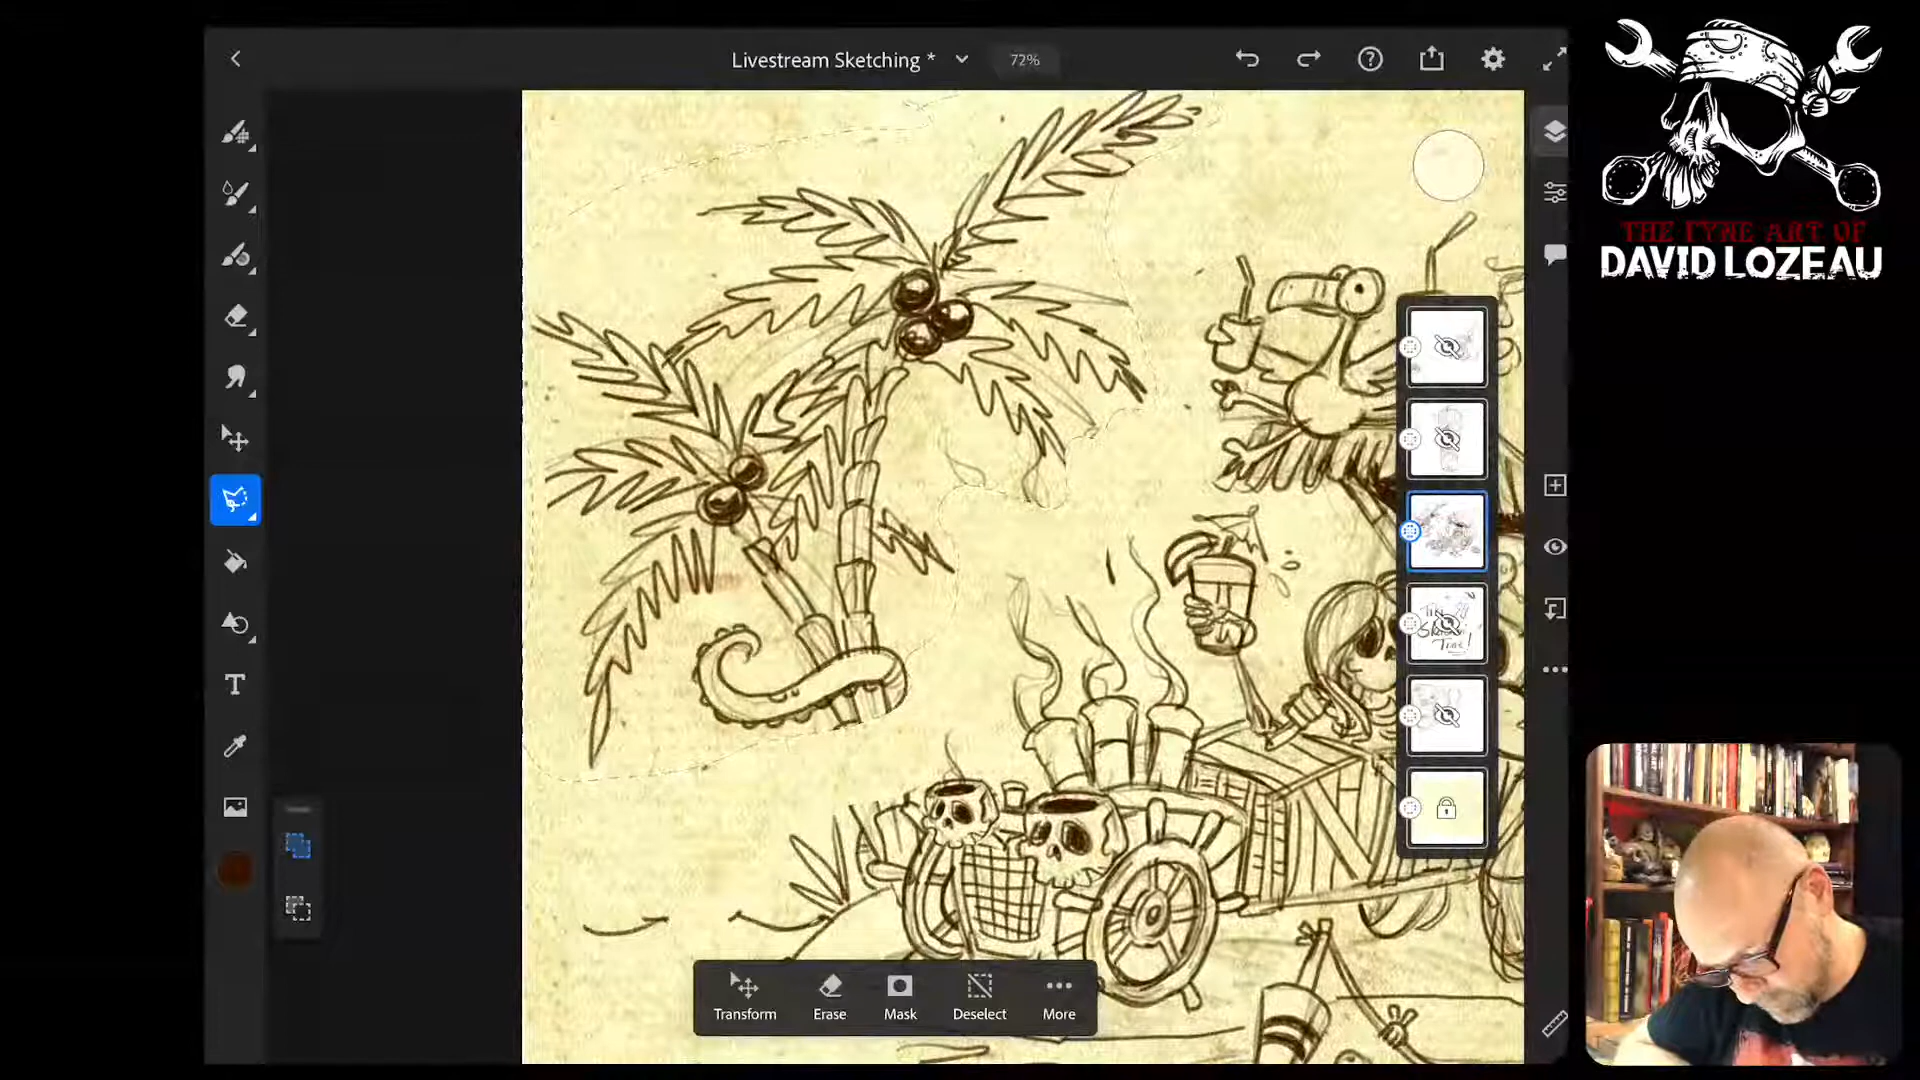 Livestream Sketching *
72%
THE FYNE ART OF
DAVID LOZEAU
T
Transform
Erase
Mask
Deselect
More